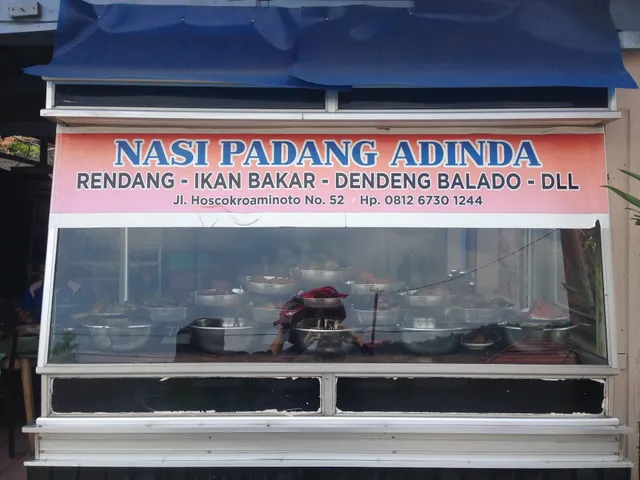 NASI PADANG ADINDA
RENDANG - IKAN BAKAR - DENDENG BALADO - DLL
Jl. Hoscokroaminoto No. 52 Hp. 0812 6730 1244